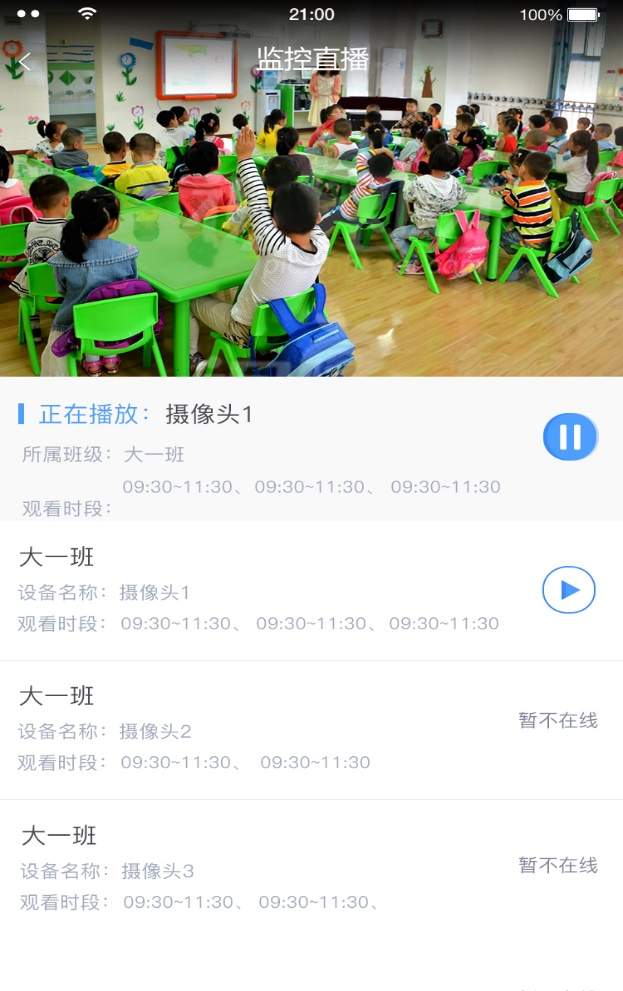 21:00
100%
监控直播
正在播放：摄像头1
所属班级：大一班
09:30~11:30、09:30~11:30、 09:30~11:30
观看时段：
大一班
设备名称：摄像头1
观看时段： 09:30~11:30、 09:30~11:30、09:30~11:30
大一班
设备名称：摄像头2
暂不在线
观看时段： 09:30~11:30、 09:30~11:30
大一班
设备名称：摄像头3
暂不在线
观看时段： 09:30~11:30、 09:30~11:30、